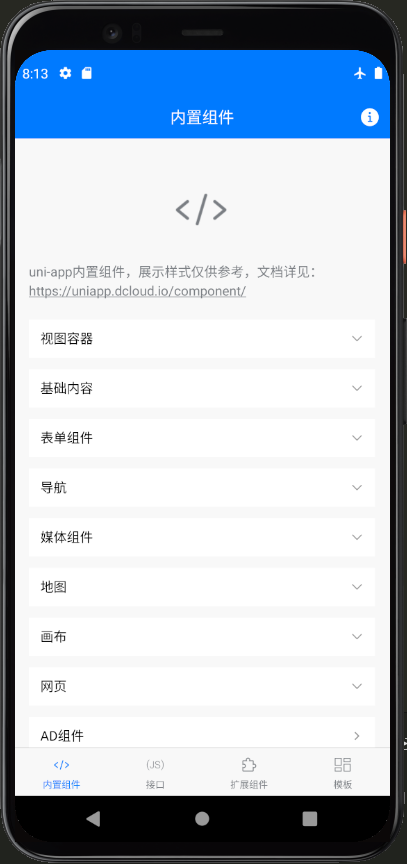 8:13
内置组件
</>
uni-app内置组件，展示样式仅供参考，文档详见：
https://uniapp.dcloud.io/component/
视图容器
基础内容
表单组件
导航
媒体组件
地图
画布
网页
AD组件
</> (JS)
内置组件 接口 扩展组件 模板